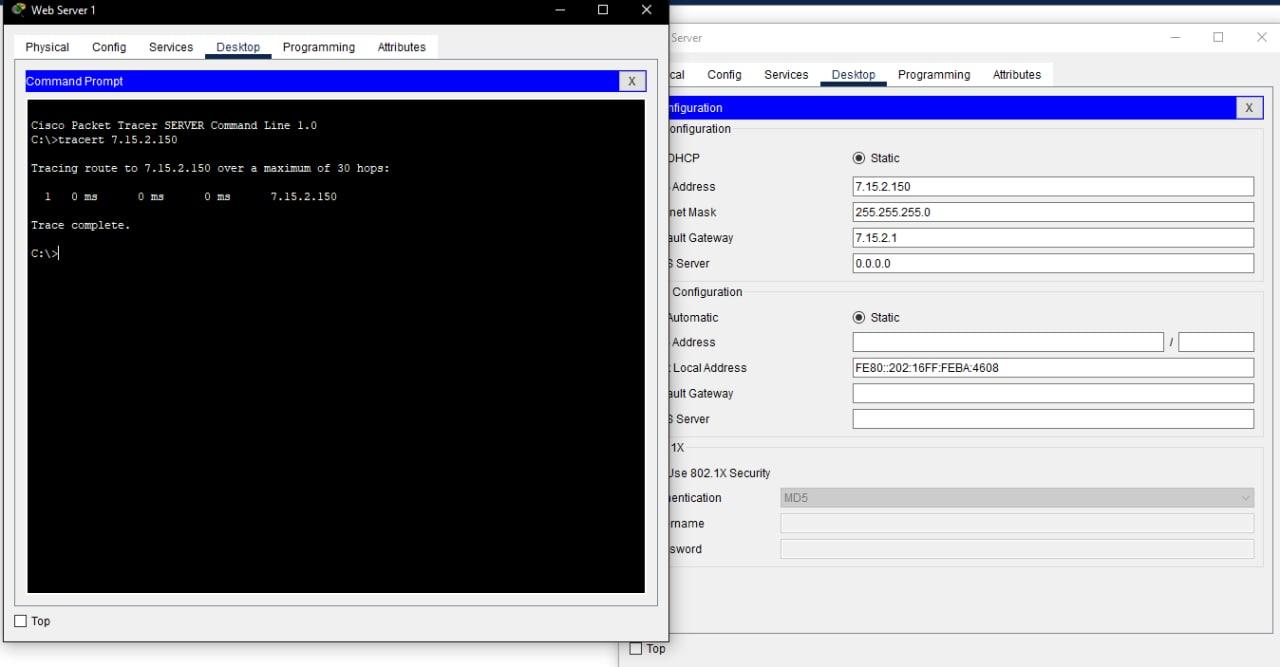 Web Server 1
Physical Config Services Desktop Programming Attributes
Command Prompt X
Cisco Packet Tracer SERVER Command Line 1.0
C:\>tracert 7.15.2.150
Tracing route to 7.15.2.150 over a maximum of 30 hops:
1 0 ms 0 ms 0 ms 7.15.2.150
Trace complete.
C:\>
Top
Server
cal Config Services Desktop Programming Attributes
nfiguration X
onfiguration
DHCP Static
Address 7.15.2.150
net Mask 255.255.255.0
ault Gateway 7.15.2.1
S Server 0.0.0.0
Configuration
Automatic Static
Address /
Local Address FE80::202:16FF:FEBA:4608
ault Gateway
S Server
1X
Use 802.1X Security
entication MD5
rname
sword
Top